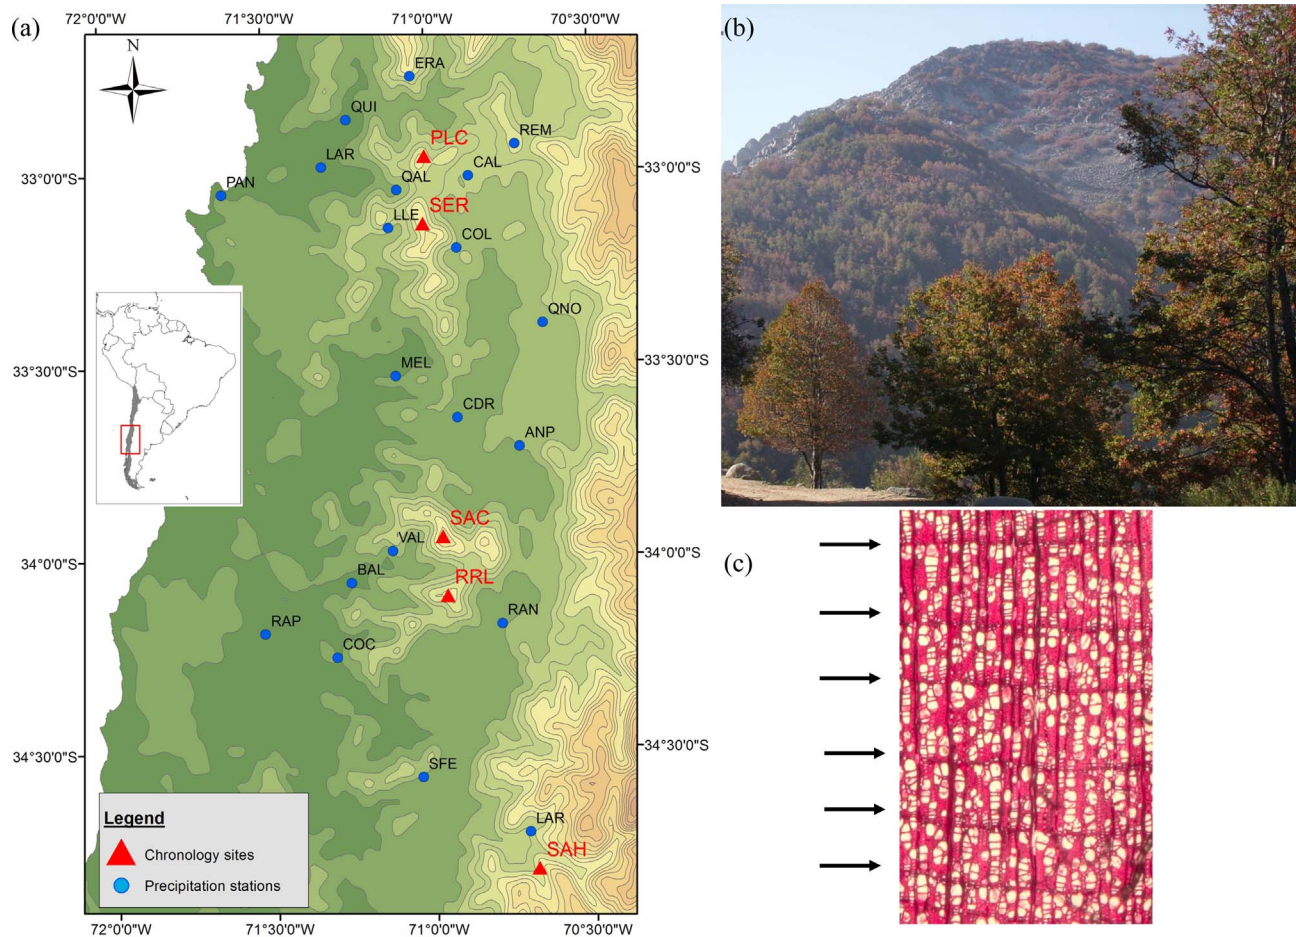 (a)
72°0'0"W 71°30'0"W 71°0'0"W 70°30'0"W
(b)
N
ERA
QUI
PLC
REM
LAR
CAL
33°0'0"S
QAL
33°0'0"S
PAN
SER
LLE
COL
QNO
33°30'0"S
MEL
33°30'0"S
CDR
ANP
SAC
VAL
34°0'0"S
34°0'0"S
(c)
BAL
RRL
RAN
RAP
COC
34°30'0"S
34°30'0"S
SFE
Legend
LAR
SAH
Chronology sites
Precipitation stations
72°0'0"W 71°30'0"W 71°0'0"W 70°30'0"W